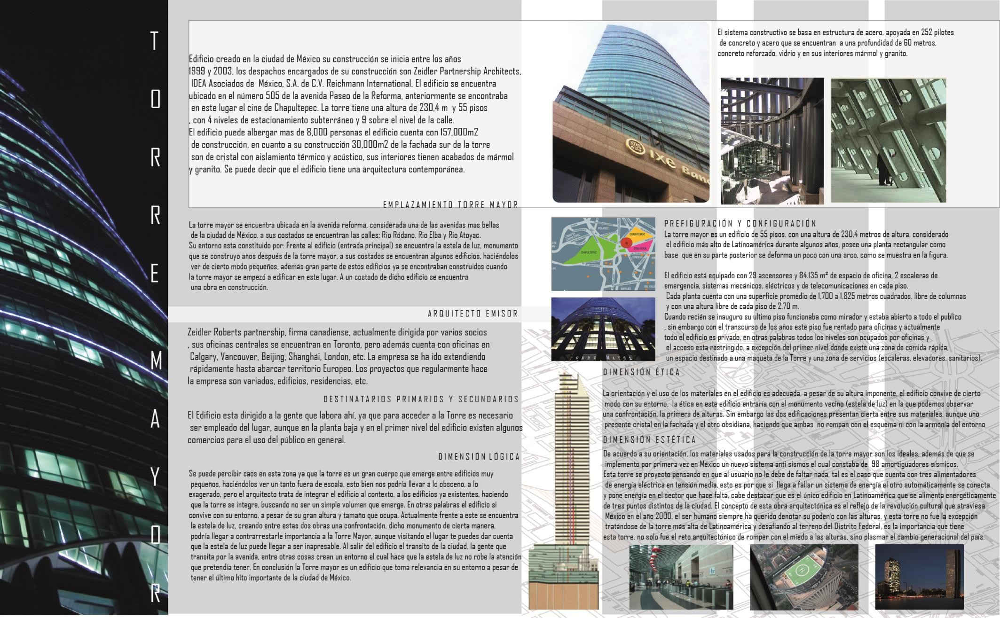 TORRE MAYOR
Edificio creado en la ciudad de México su construcción se inicia entre los años
1999 y 2003, los despachos encargados de su construcción son Zeidler Partnership Architects,
IDEA Asociados de México, S.A. de C.V. Reichmann International. El edificio se encuentra
ubicado en el número 505 de la avenida Paseo de la Reforma, anteriormente se encontraba
en este lugar el cine de Chapultepec. La torre tiene una altura de 230,4 m y 55 pisos
, con 4 niveles de estacionamiento subterráneo y 9 sobre el nivel de la calle.
El edificio puede albergar mas de 8,000 personas el edificio cuenta con 157,000m2
de construcción, en cuanto a su construcción 30,000m2 de la fachada sur de la torre
son de cristal con aislamiento térmico y acústico, sus interiores tienen acabados de mármol
y granito. Se puede decir que el edificio tiene una arquitectura contemporánea.
EMPLAZAMIENTO TORRE MAYOR
La torre mayor se encuentra ubicada en la avenida reforma, considerada una de las avenidas mas bellas
de la ciudad de México, a sus costados se encuentran las calles: Rio Ródano, Rio Elba y Rio Atoyac.
Su entorno esta constituido por: Frente al edificio (entrada principal) se encuentra la estela de luz, monumento
que se construyo años después de la torre mayor, a sus costados se encuentran algunos edificios, haciéndolos
ver de cierto modo pequeños, además gran parte de estos edificios ya se encontraban construidos cuando
la torre mayor se empezó a edificar en este lugar. A un costado de dicho edificio se encuentra
una obra en construcción.
ARQUITECTO EMISOR
Zeidler Roberts partnership, firma canadiense, actualmente dirigida por varios socios
, sus oficinas centrales se encuentran en Toronto, pero además cuenta con oficinas en
Calgary, Vancouver, Beijing, Shanghái, London, etc. La empresa se ha ido extendiendo
rápidamente hasta abarcar territorio Europeo. Los proyectos que regularmente hace
la empresa son variados, edificios, residencias, etc.
DESTINATARIOS PRIMARIOS Y SECUNDARIOS
El Edificio esta dirigido a la gente que labora ahí, ya que para acceder a la Torre es necesario
ser empleado del lugar, aunque en la planta baja y en el primer nivel del edificio existen algunos
comercios para el uso del público en general.
DIMENSIÓN LÓGICA
Se puede percibir caos en esta zona ya que la torre es un gran cuerpo que emerge entre edificios muy
pequeños, haciéndolos ver un tanto fuera de escala, esto bien nos podría llevar a lo obsceno, a lo
exagerado, pero el arquitecto trata de integrar el edificio al contexto, a los edificios ya existentes, haciendo
que la torre se integre, buscando no ser un simple volumen que emerge. En otras palabras el edificio si
convive con su entorno, a pesar de su gran altura y tamaño que ocupa. Actualmente frente a este se encuentra
la estela de luz, creando entre estas dos obras una confrontación, dicho monumento de cierta manera,
podría llegar a contrarrestarle importancia a la Torre Mayor, aunque visitando el lugar te puedes dar cuenta
que la estela de luz puede llegar a ser inapresable. Al salir del edificio el transito de la ciudad, la gente que
transita por la avenida, entre otras cosas crean un entorno el cual hace que la estela de luz no robe la atención
que pretendía tener. En conclusión la Torre mayor es un edificio que toma relevancia en su entorno a pesar de
tener el último hito importante de la ciudad de México.
IXE Banc
El sistema constructivo se basa en estructura de acero, apoyada en 252 pilotes
de concreto y acero que se encuentran a una profundidad de 60 metros,
concreto reforzado, vidrio y en sus interiores mármol y granito.
POLANCO
CUAUHTEMOC
ZONA ROSA
CHAPULTEPEC
CONDESA
NAPOLES
DEL VALLE
TORRE MAYOR
PREFIGURACIÓN Y CONFIGURACIÓN
La torre mayor es un edificio de 55 pisos, con una altura de 230,4 metros de altura, considerado
el edificio más alto de Latinoamérica durante algunos años, posee una planta rectangular como
base que en su parte posterior se deforma un poco con una arco, como se muestra en la figura.
El edificio está equipado con 29 ascensores y 84.135 m² de espacio de oficina, 2 escaleras de
emergencia, sistemas mecánicos, eléctricos y de telecomunicaciones en cada piso.
Cada planta cuenta con una superficie promedio de 1,700 a 1,825 metros cuadrados, libre de columnas
y con una altura libre de cada piso de 2.70 m.
Cuando recién se inauguro su ultimo piso funcionaba como mirador y estaba abierto a todo el publico
, sin embargo con el transcurso de los años este piso fue rentado para oficinas y actualmente
todo el edificio es privado, en otras palabras todos los niveles son ocupados por oficinas y
el acceso esta restringido, a excepción del primer nivel donde existe una zona de comida rápida,
un espacio destinado a una maqueta de la Torre y una zona de servicios (escaleras, elevadores, sanitarios).
DIMENSIÓN ÉTICA
La orientación y el uso de los materiales en el edificio es adecuada, a pesar de su altura imponente, el edificio convive de cierto
modo con su entorno, la ética en este edificio entraría con el monumento vecino (estela de luz) en la que podemos observar
una confrontación, la primera de alturas. Sin embargo las dos edificaciones presentan cierta entre sus materiales, aunque uno
presente cristal en la fachada y el otro obsidiana, haciendo que ambas no rompan con el esquema ni con la armonía del entorno
DIMENSIÓN ESTÉTICA
De acuerdo a su orientación, los materiales usados para la construcción de la torre mayor son los ideales, además de que se
implemento por primera vez en México un nuevo sistema anti sismos el cual constaba de 98 amortiguadores sísmicos.
Esta torre se proyecto pensando en que al usuario no le debe de faltar nada, tal es el caso que cuenta con tres alimentadores
de energía eléctrica en tensión media, esto es por que si llega a fallar un sistema de energía el otro automáticamente se conecta
y pone energía en el sector que hace falta, cabe destacar que es el único edificio en Latinoamérica que se alimenta energéticamente
de tres puntos distintos de la ciudad. El concepto de esta obra arquitectónica es el reflejo de la revolución cultural que atraviesa
México en el año 2000, el ser humano siempre ha querido denotar su poderío con las alturas, y esta torre no fue la excepción
tratándose de la torre más alta de Latinoamérica y desafiando al terreno del Distrito Federal, es la importancia que tiene
esta torre, no solo fue el reto arquitectónico de romper con el miedo a las alturas, sino plasmar el cambio generacional del país.